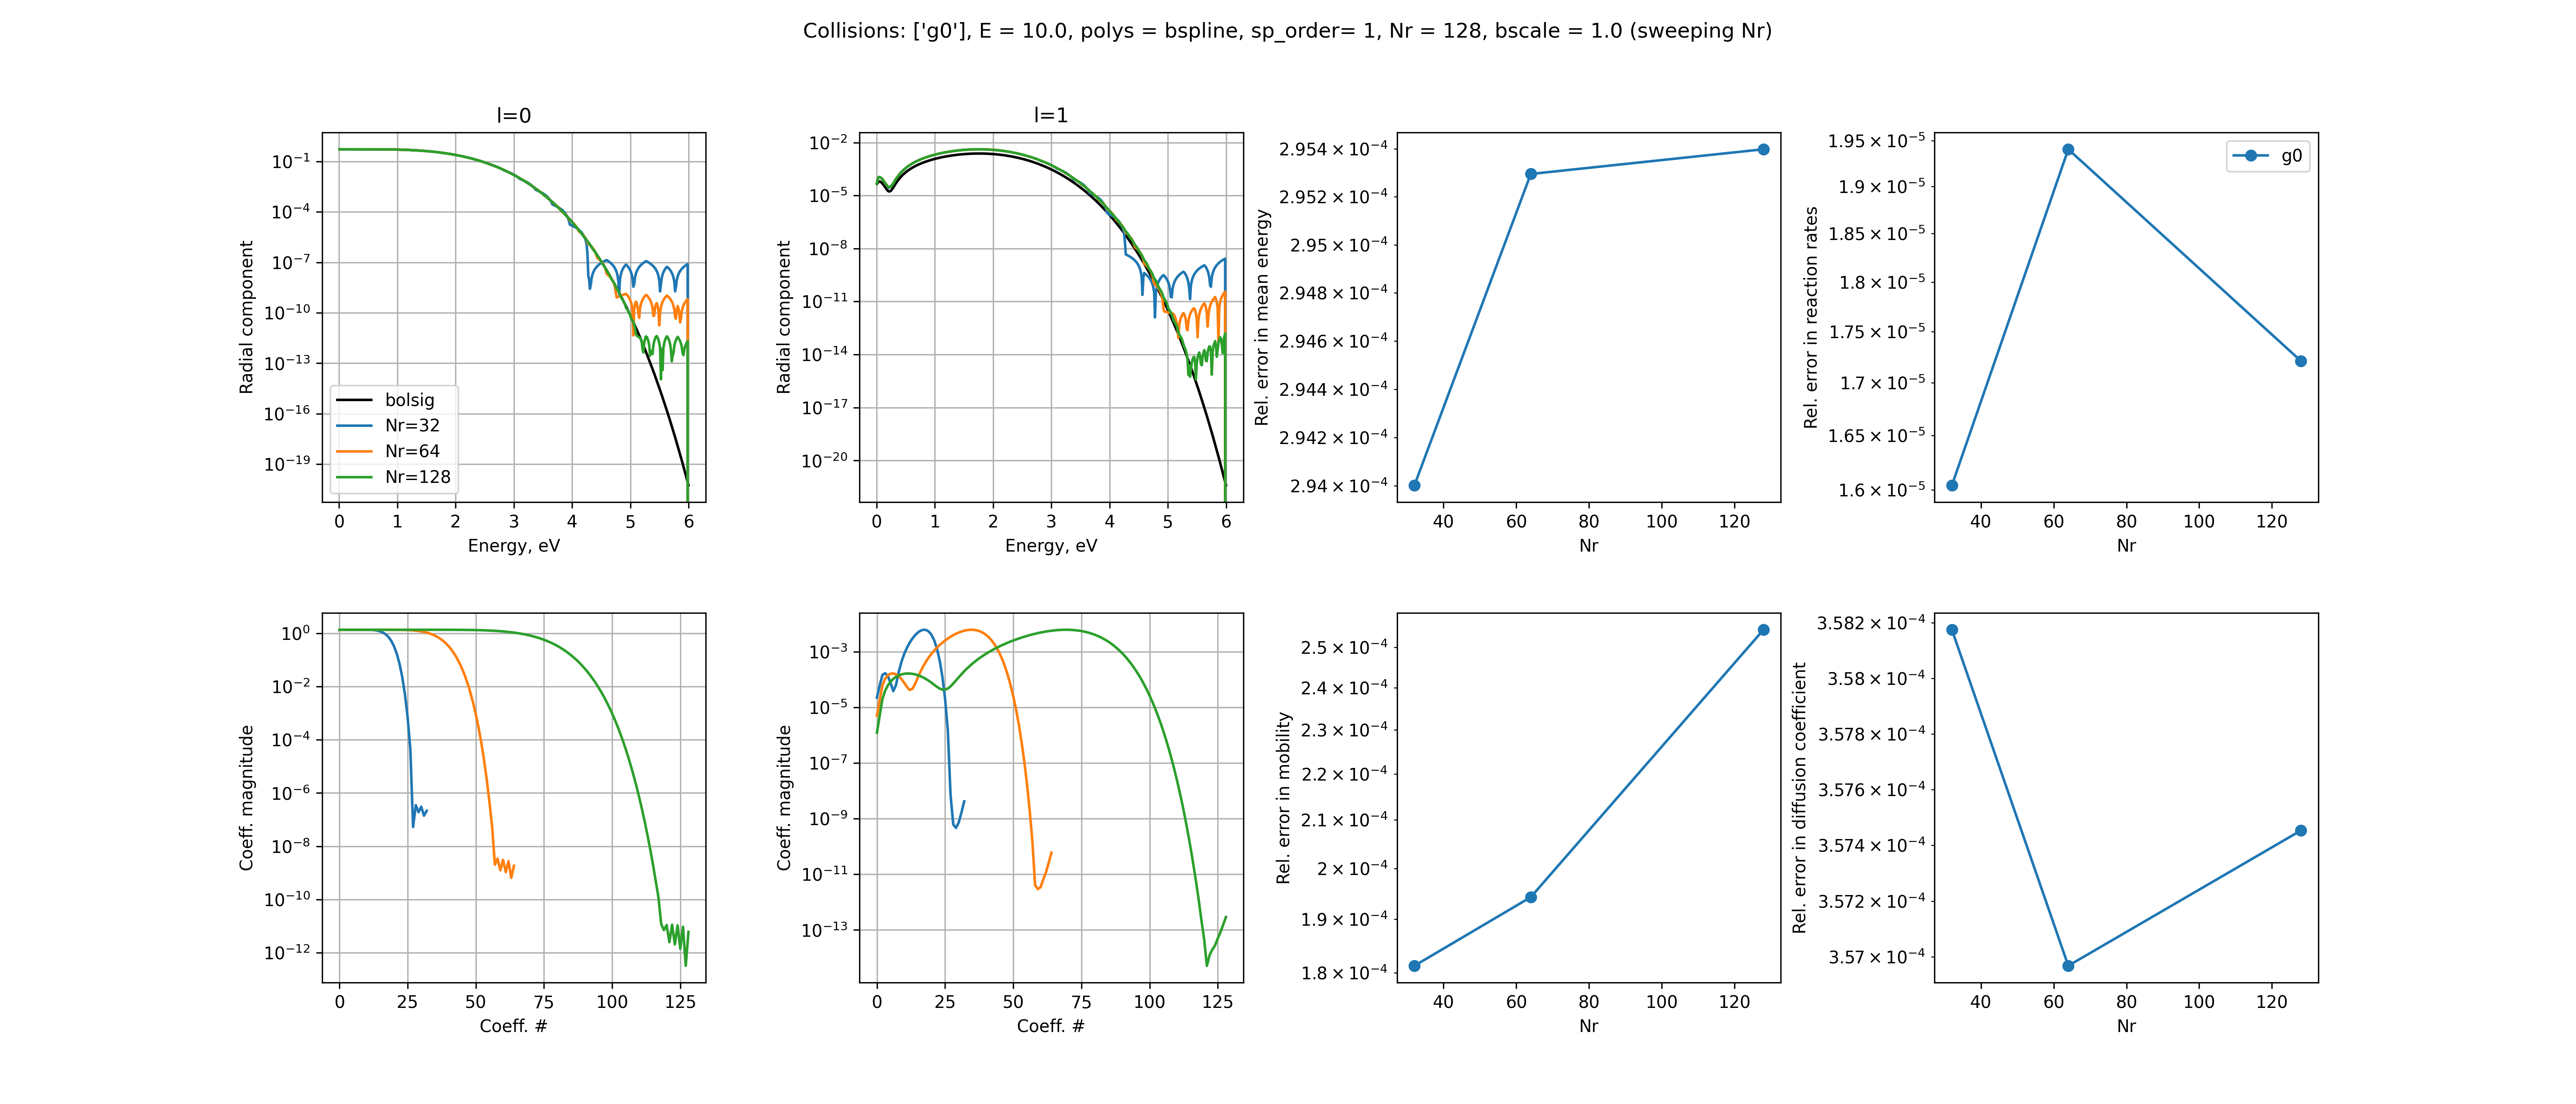 Collisions: ['g0'], E = 10.0, polys = bspline, sp_order= 1, Nr = 128, bscale = 1.0 (sweeping Nr)
l=0
Radial component
10⁻¹
10⁻⁴
10⁻⁷
10⁻¹⁰
10⁻¹³
10⁻¹⁶
10⁻¹⁹
bolsig
Nr=32
Nr=64
Nr=128
0 1 2 3 4 5 6
Energy, eV
l=1
Radial component
10⁻²
10⁻⁵
10⁻⁸
10⁻¹¹
10⁻¹⁴
10⁻¹⁷
10⁻²⁰
0 1 2 3 4 5 6
Energy, eV
Rel. error in mean energy
2.954 × 10⁻⁴
2.952 × 10⁻⁴
2.95 × 10⁻⁴
2.948 × 10⁻⁴
2.946 × 10⁻⁴
2.944 × 10⁻⁴
2.942 × 10⁻⁴
2.94 × 10⁻⁴
40 60 80 100 120
Nr
Rel. error in reaction rates
1.95 × 10⁻⁵
1.9 × 10⁻⁵
1.85 × 10⁻⁵
1.8 × 10⁻⁵
1.75 × 10⁻⁵
1.7 × 10⁻⁵
1.65 × 10⁻⁵
1.6 × 10⁻⁵
g0
40 60 80 100 120
Nr
Coeff. magnitude
10⁰
10⁻²
10⁻⁴
10⁻⁶
10⁻⁸
10⁻¹⁰
10⁻¹²
0 25 50 75 100 125
Coeff. #
Coeff. magnitude
10⁻³
10⁻⁵
10⁻⁷
10⁻⁹
10⁻¹¹
10⁻¹³
0 25 50 75 100 125
Coeff. #
Rel. error in mobility
2.5 × 10⁻⁴
2.4 × 10⁻⁴
2.3 × 10⁻⁴
2.2 × 10⁻⁴
2.1 × 10⁻⁴
2 × 10⁻⁴
1.9 × 10⁻⁴
1.8 × 10⁻⁴
40 60 80 100 120
Nr
Rel. error in diffusion coefficient
3.582 × 10⁻⁴
3.58 × 10⁻⁴
3.578 × 10⁻⁴
3.576 × 10⁻⁴
3.574 × 10⁻⁴
3.572 × 10⁻⁴
3.57 × 10⁻⁴
40 60 80 100 120
Nr